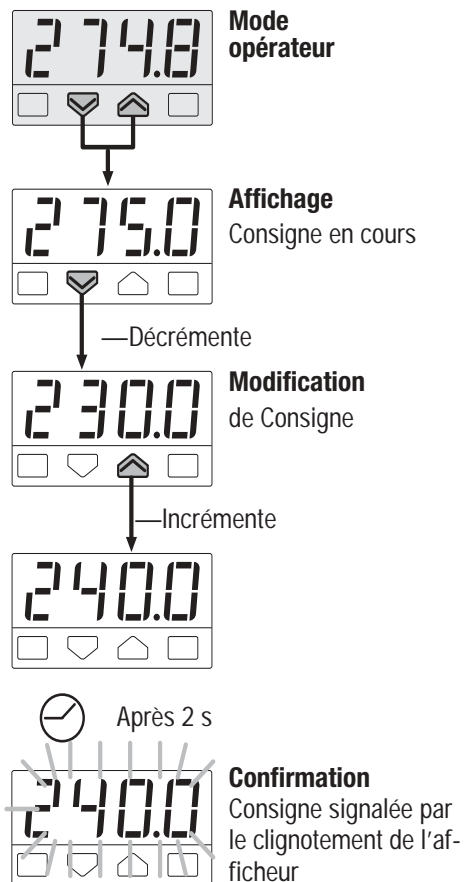 274.8
Mode
opérateur
275.0
Affichage
Consigne en cours
—Décrémente
230.0
Modification
de Consigne
—Incrémente
240.0
Après 2 s
240.0
Confirmation
Consigne signalée par
le clignotement de l'af-
ficheur